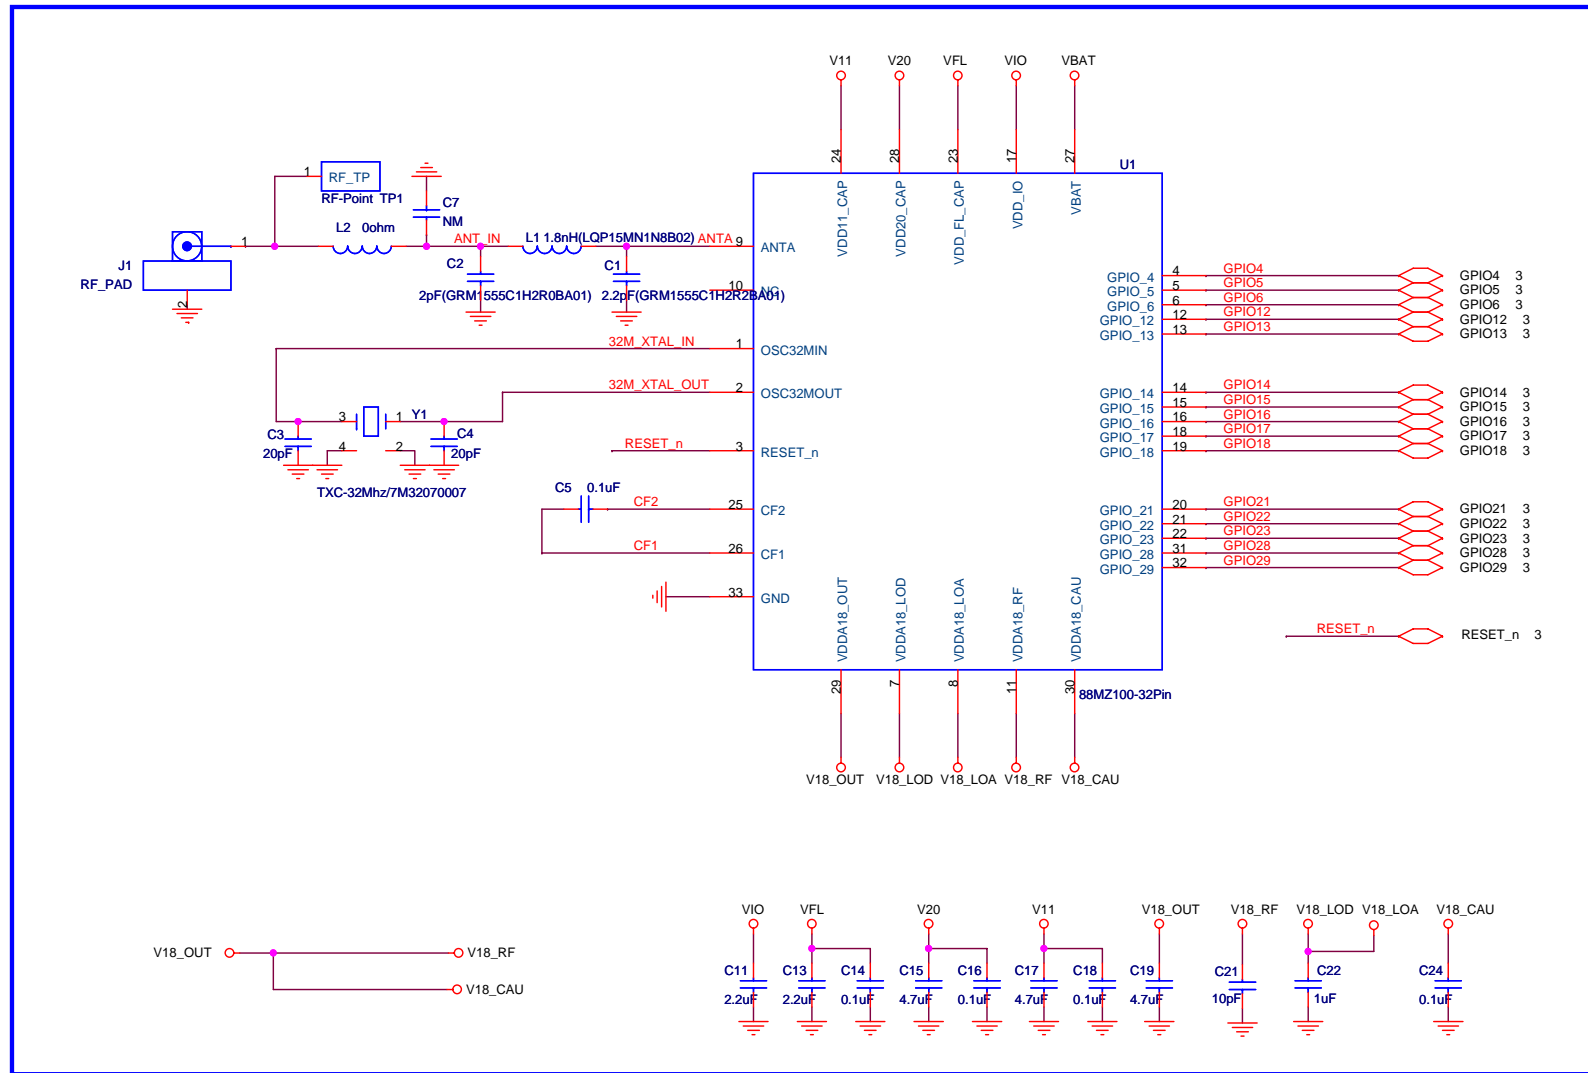 V11 V20 VFL VIO VBAT
24 28 23 17 27
U1
VDD11_CAP VDD20_CAP VDD_FL_CAP VDD_IO VBAT
1 RF_TP
RF-Point TP1
C7
NM
L2 0ohm
ANT_IN
L1 1.8nH(LQP15MN1N8B02) ANTA 9 ANTA
1
J1
RF_PAD
2
C2
2pF(GRM1555C1H2R0BA01)
C1
2.2pF(GRM1555C1H2R2BA01)
10 NC
32M_XTAL_IN 1 OSC32MIN
32M_XTAL_OUT 2 OSC32MOUT
3 1 Y1
C3
20pF
4 2
C4
20pF
TXC-32Mhz/7M32070007
RESET_n 3 RESET_n
C5 0.1uF
CF2 25 CF2
CF1 26 CF1
33 GND
GPIO_4 4 GPIO4 GPIO4 3
GPIO_5 5 GPIO5 GPIO5 3
GPIO_6 6 GPIO6 GPIO6 3
GPIO_12 12 GPIO12 GPIO12 3
GPIO_13 13 GPIO13 GPIO13 3
GPIO_14 14 GPIO14 GPIO14 3
GPIO_15 15 GPIO15 GPIO15 3
GPIO_16 16 GPIO16 GPIO16 3
GPIO_17 18 GPIO17 GPIO17 3
GPIO_18 19 GPIO18 GPIO18 3
GPIO_21 20 GPIO21 GPIO21 3
GPIO_22 21 GPIO22 GPIO22 3
GPIO_23 22 GPIO23 GPIO23 3
GPIO_28 31 GPIO28 GPIO28 3
GPIO_29 32 GPIO29 GPIO29 3
RESET_n RESET_n 3
VDDA18_OUT VDDA18_LOD VDDA18_LOA VDDA18_RF VDDA18_CAU
29 7 8 11 30
88MZ100-32Pin
V18_OUT V18_LOD V18_LOA V18_RF V18_CAU
V18_OUT V18_RF
V18_CAU
VIO VFL V20 V11 V18_OUT V18_RF V18_LOD V18_LOA V18_CAU
C11 C13 C14 C15 C16 C17 C18 C19 C21 C22 C24
2.2uF 2.2uF 0.1uF 4.7uF 0.1uF 4.7uF 0.1uF 4.7uF 10pF 1uF 0.1uF